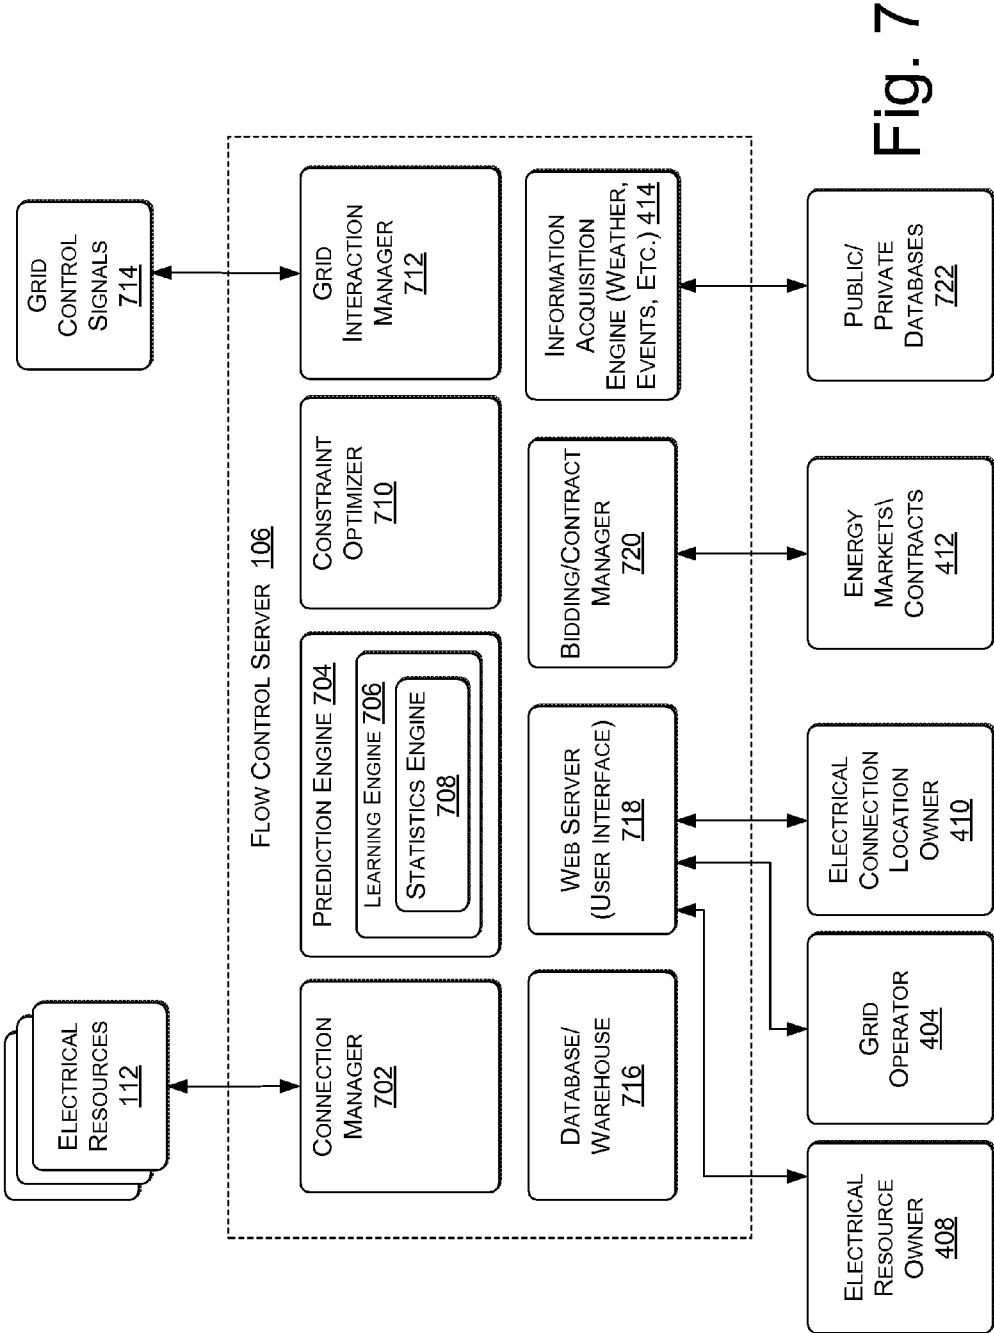 ELECTRICAL
RESOURCES
112
GRID
CONTROL
SIGNALS
714
FLOW CONTROL SERVER 106
CONNECTION
MANAGER
702
PREDICTION ENGINE 704
LEARNING ENGINE 706
STATISTICS ENGINE
708
CONSTRAINT
OPTIMIZER
710
GRID
INTERACTION
MANAGER
712
DATABASE/
WAREHOUSE
716
WEB SERVER
(USER INTERFACE)
718
BIDDING/CONTRACT
MANAGER
720
INFORMATION
ACQUISITION
ENGINE (WEATHER,
EVENTS, ETC.) 414
ELECTRICAL
RESOURCE
OWNER
408
GRID
OPERATOR
404
ELECTRICAL
CONNECTION
LOCATION
OWNER
410
ENERGY
MARKETS\
CONTRACTS
412
PUBLIC/
PRIVATE
DATABASES
722
Fig. 7